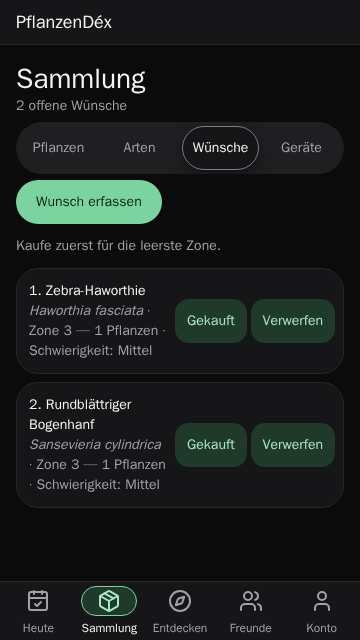 PflanzenDéx
Sammlung
2 offene Wünsche
Pflanzen
Arten
Wünsche
Geräte
Wunsch erfassen
Kaufe zuerst für die leerste Zone.
1. Zebra-Haworthie
Haworthia fasciata ·
Zone 3 — 1 Pflanzen ·
Schwierigkeit: Mittel
Gekauft
Verwerfen
2. Rundblättriger
Bogenhanf
Sansevieria cylindrica
· Zone 3 — 1 Pflanzen
· Schwierigkeit: Mittel
Gekauft
Verwerfen
Heute
Sammlung
Entdecken
Freunde
Konto